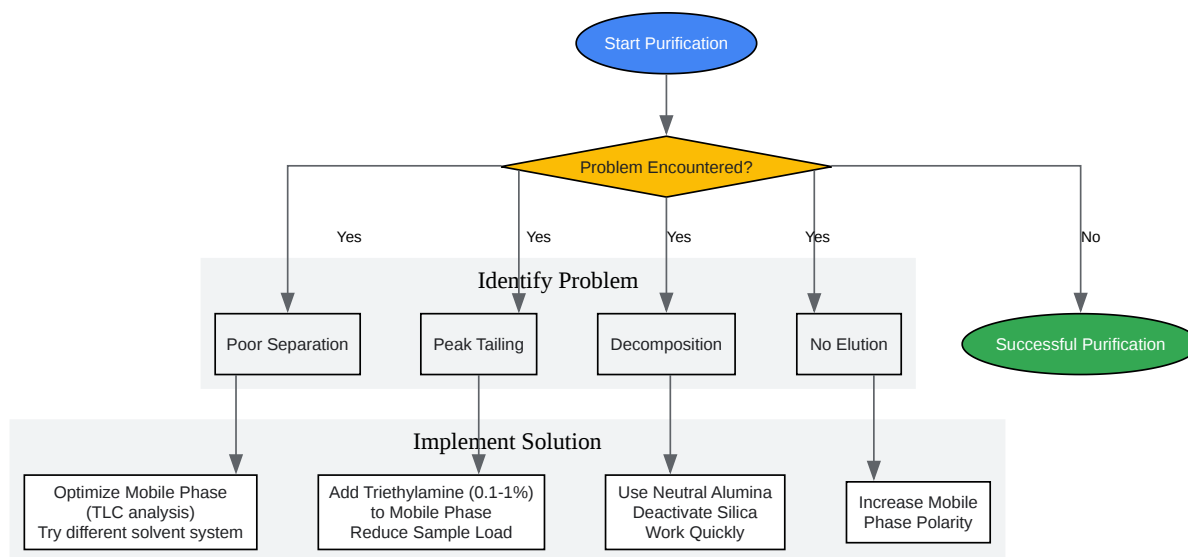 Start Purification
Problem Encountered?
Yes
Yes
Yes
Yes
No
Identify Problem
Poor Separation
Peak Tailing
Decomposition
No Elution
Successful Purification
Implement Solution
Optimize Mobile Phase
(TLC analysis)
Try different solvent system
Add Triethylamine (0.1-1%)
to Mobile Phase
Reduce Sample Load
Use Neutral Alumina
Deactivate Silica
Work Quickly
Increase Mobile
Phase Polarity